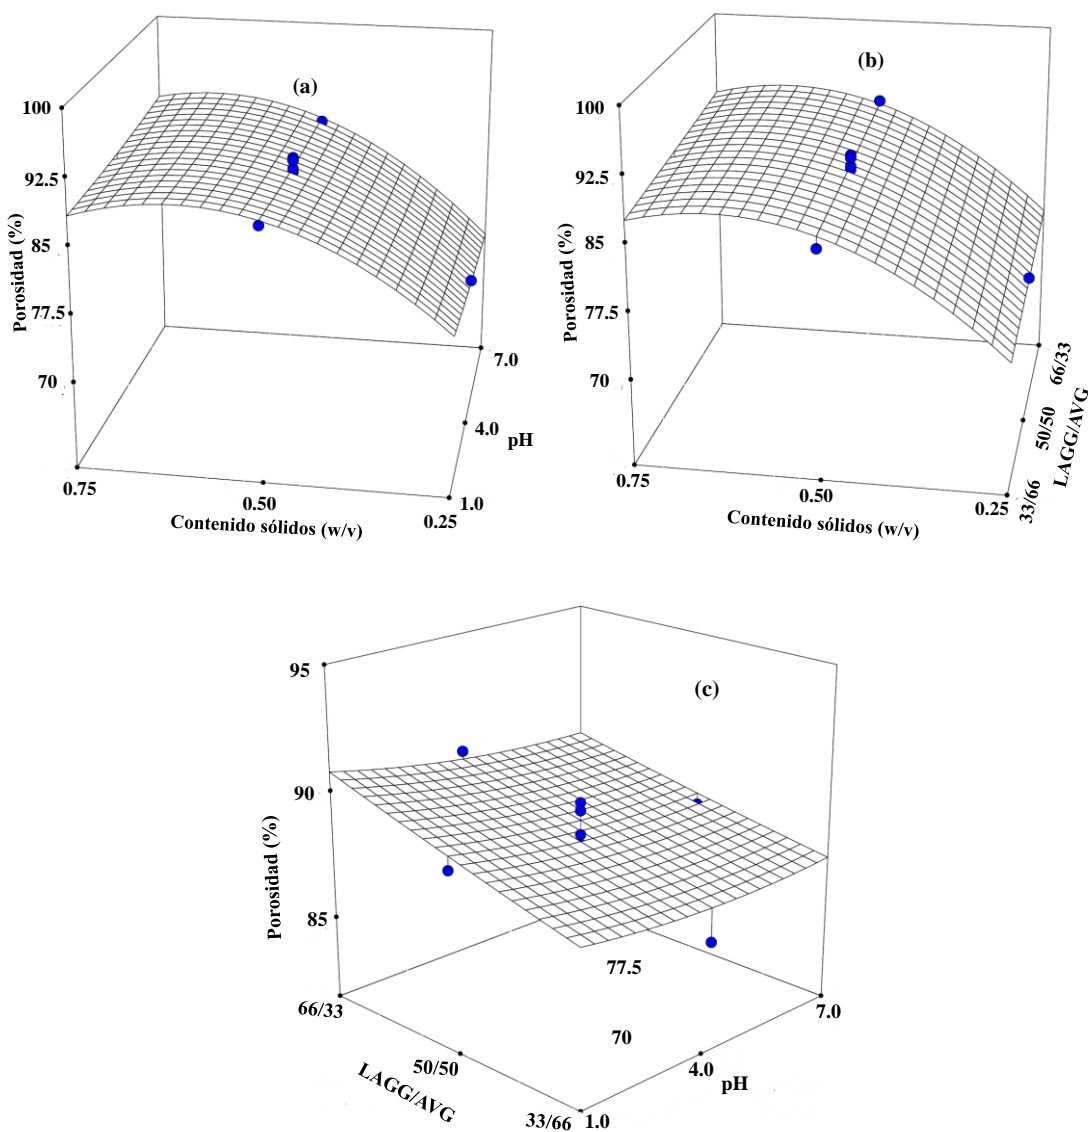 (a)
100
92.5
85
77.5
70
Porosidad (%)
0.75
0.50
0.25
Contenido sólidos (w/v)
1.0
4.0
7.0
pH
(b)
100
92.5
85
77.5
70
Porosidad (%)
0.75
0.50
0.25
Contenido sólidos (w/v)
33/66
50/50
66/33
LAGG/AVG
(c)
95
90
85
Porosidad (%)
77.5
70
66/33
50/50
33/66
LAGG/AVG
1.0
4.0
7.0
pH